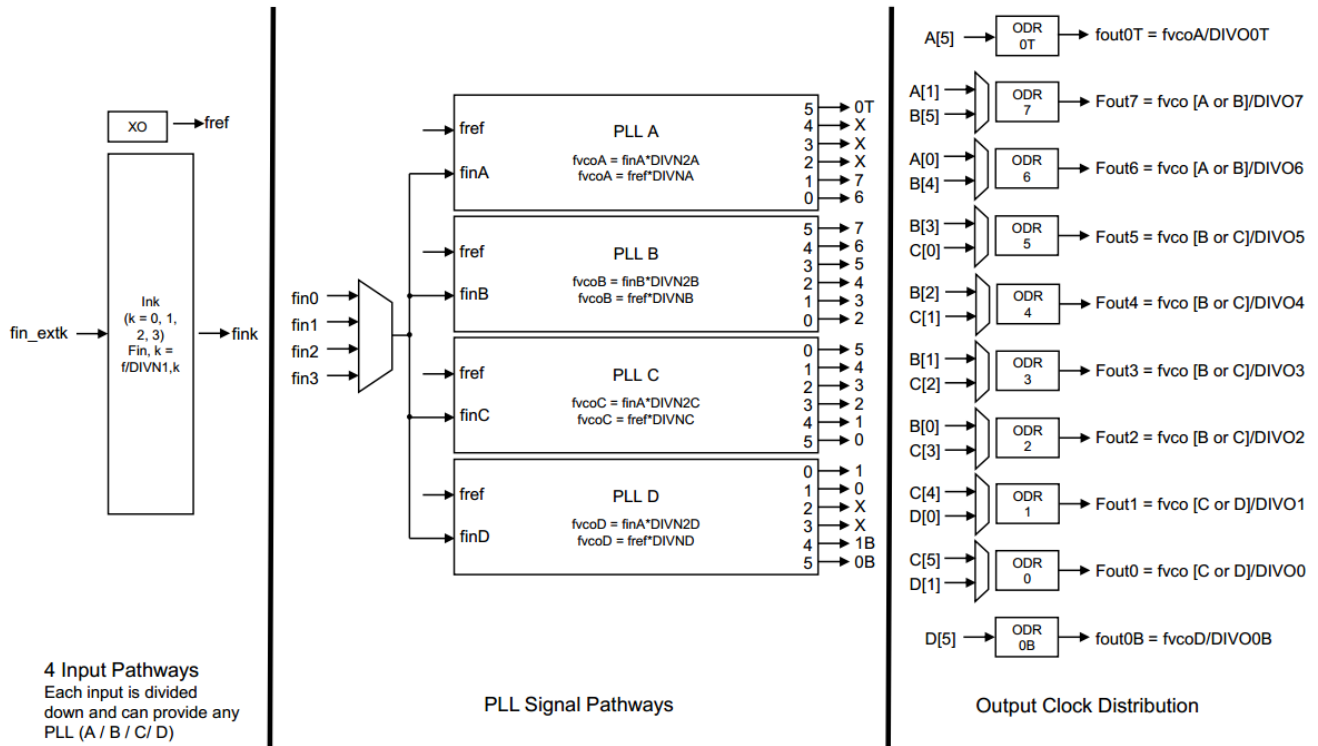 XO
fref
fin_extk
Ink
(k = 0, 1,
2, 3)
Fin, k =
f/DIVN1,k
fink
4 Input Pathways
Each input is divided
down and can provide any
PLL (A / B / C/ D)
fin0
fin1
fin2
fin3
fref
finA
PLL A
fvcoA = finA*DIVN2A
fvcoA = fref*DIVNA
5 0T
4 X
3 X
2 X
1 7
0 6
fref
finB
PLL B
fvcoB = finB*DIVN2B
fvcoB = fref*DIVNB
5 7
4 6
3 5
2 4
1 3
0 2
fref
finC
PLL C
fvcoC = finA*DIVN2C
fvcoC = fref*DIVNC
0 5
1 4
2 3
3 2
4 1
5 0
fref
finD
PLL D
fvcoD = finA*DIVN2D
fvcoD = fref*DIVND
0 1
1 0
2 X
3 X
4 1B
5 0B
PLL Signal Pathways
A[5]
ODR
0T
fout0T = fvcoA/DIVO0T
A[1]
B[5]
ODR
7
Fout7 = fvco [A or B]/DIVO7
A[0]
B[4]
ODR
6
Fout6 = fvco [A or B]/DIVO6
B[3]
C[0]
ODR
5
Fout5 = fvco [B or C]/DIVO5
B[2]
C[1]
ODR
4
Fout4 = fvco [B or C]/DIVO4
B[1]
C[2]
ODR
3
Fout3 = fvco [B or C]/DIVO3
B[0]
C[3]
ODR
2
Fout2 = fvco [B or C]/DIVO2
C[4]
D[0]
ODR
1
Fout1 = fvco [C or D]/DIVO1
C[5]
D[1]
ODR
0
Fout0 = fvco [C or D]/DIVO0
D[5]
ODR
0B
fout0B = fvcoD/DIVO0B
Output Clock Distribution